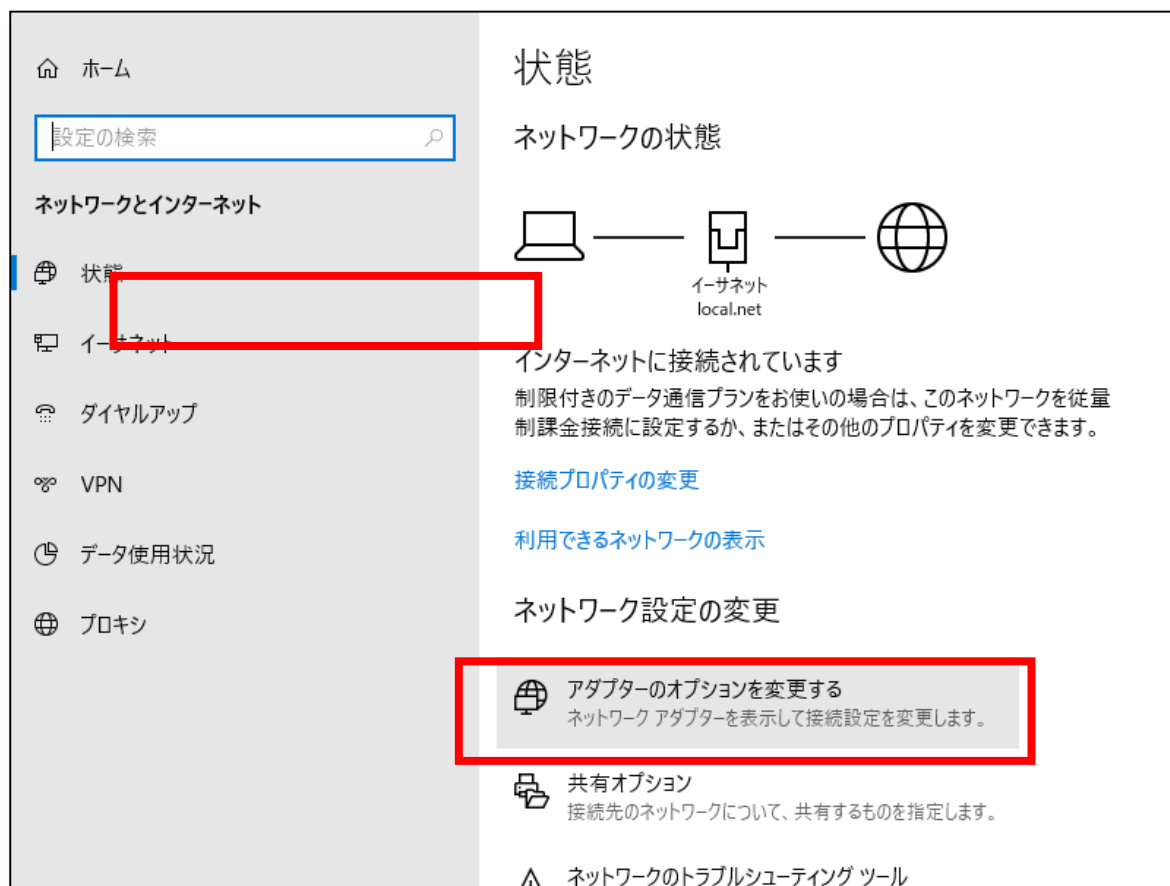 ホーム
設定の検索
ネットワークとインターネット
状態
イーサネット
ダイヤルアップ
VPN
データ使用状況
プロキシ
状態
ネットワークの状態
イーサネット
local.net
インターネットに接続されています
制限付きのデータ通信プランをお使いの場合は、このネットワークを従量
制課金接続に設定するか、またはその他のプロパティを変更できます。
接続プロパティの変更
利用できるネットワークの表示
ネットワーク設定の変更
アダプターのオプションを変更する
ネットワーク アダプターを表示して接続設定を変更します。
共有オプション
接続先のネットワークについて、共有するものを指定します。
ネットワークのトラブルシューティング ツール